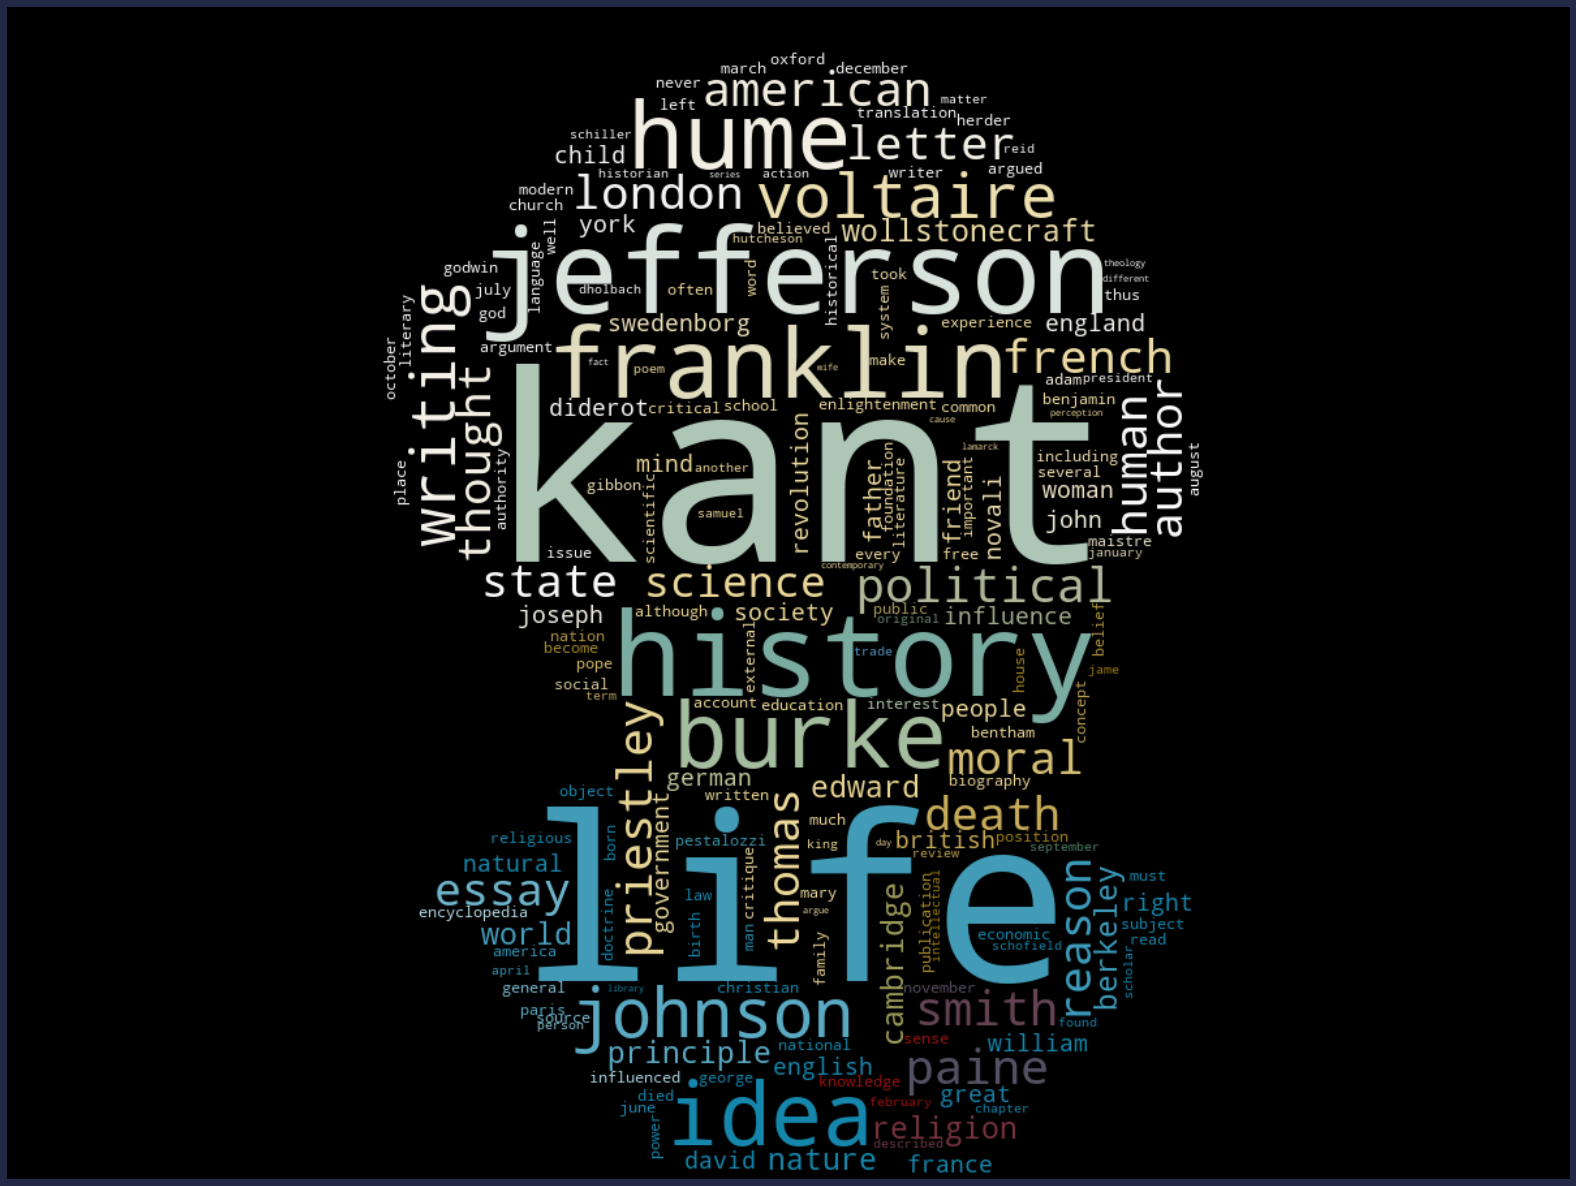 oxford
march december
never american matter
left hume translation herder
schiller child letter reid
historian series action writer argued
modern london voltaire
church york believed wollstonecraft
well hutcheson
language jefferson historical theology
godwin word took different
july dholbach often system thus
god
literary writing swedenborg experience england
october argument franklin french
thought fact poem make wife adam president
diderot critical school enlightenment common benjamin
kant cause perception
human author
revolution lamarck
mind another father friend including
place authority gibbon scientific foundation literature important several august
samuel novali woman
john
maistre
issue every free january
contemporary
state science political
joseph although society public influence
original belief
nation history
become external trade house
pope jame
social
term account education interest people concept
priestley burke bentham
german moral
biography
object written edward
government thomas death
religious born pestalozzi much british position
life king day september
natural critique review
essay law mary cambridge publication intellectual reason must
encyclopedia doctrine argue berkeley right
world birth man family economic subject
america schofield read
april scholar
general library christian november
paris johnson smith
source found
person
principle national sense william
english paine
influenced george knowledge
died great
june idea february chapter
power religion
described
david nature france